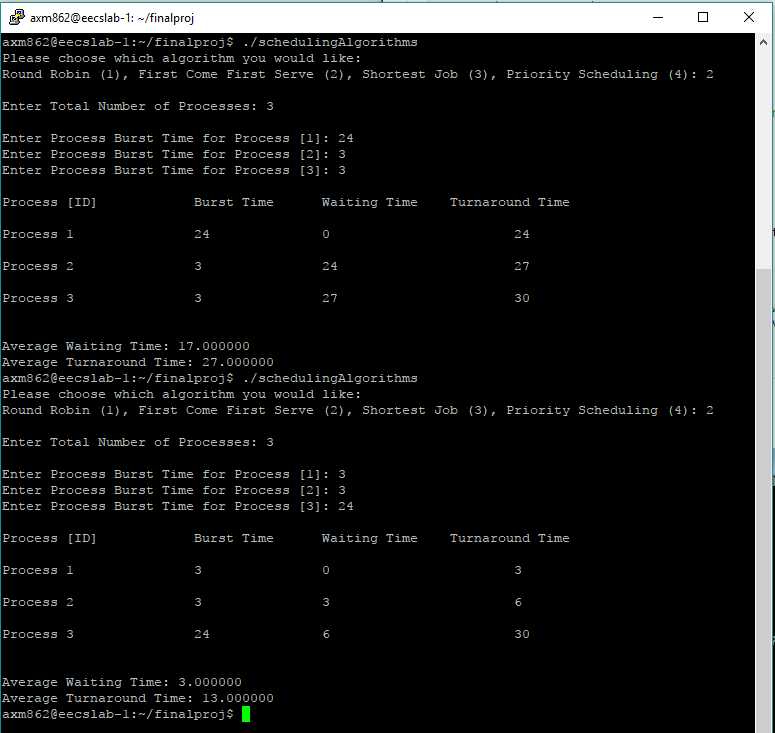 axm862@eecslab-1: ~/finalproj
axm862@eecslab-1:~/finalproj$ ./schedulingAlgorithms
Please choose which algorithm you would like:
Round Robin (1), First Come First Serve (2), Shortest Job (3), Priority Scheduling (4): 2
Enter Total Number of Processes: 3
Enter Process Burst Time for Process [1]: 24
Enter Process Burst Time for Process [2]: 3
Enter Process Burst Time for Process [3]: 3
Process [ID] Burst Time Waiting Time Turnaround Time
Process 1 24 0 24
Process 2 3 24 27
Process 3 3 27 30
Average Waiting Time: 17.000000
Average Turnaround Time: 27.000000
axm862@eecslab-1:~/finalproj$ ./schedulingAlgorithms
Please choose which algorithm you would like:
Round Robin (1), First Come First Serve (2), Shortest Job (3), Priority Scheduling (4): 2
Enter Total Number of Processes: 3
Enter Process Burst Time for Process [1]: 3
Enter Process Burst Time for Process [2]: 3
Enter Process Burst Time for Process [3]: 24
Process [ID] Burst Time Waiting Time Turnaround Time
Process 1 3 0 3
Process 2 3 3 6
Process 3 24 6 30
Average Waiting Time: 3.000000
Average Turnaround Time: 13.000000
axm862@eecslab-1:~/finalproj$